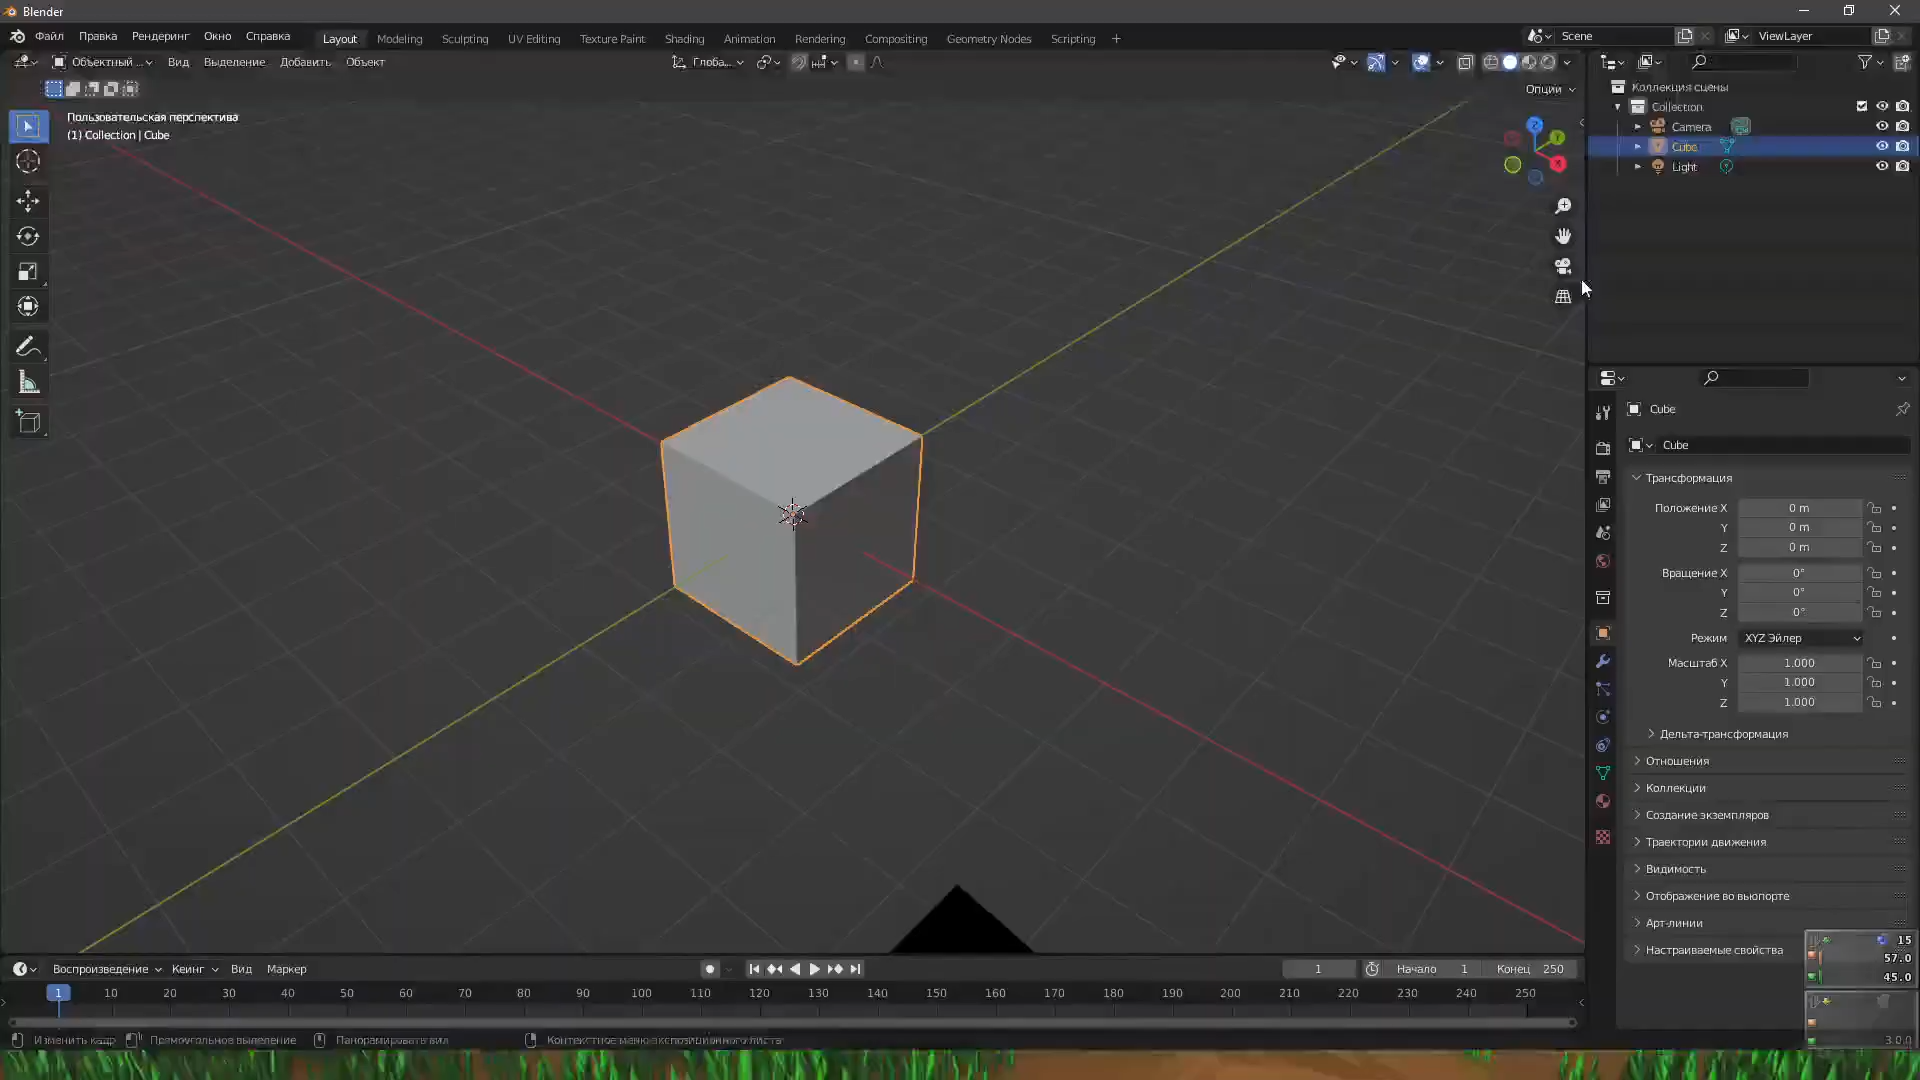 Blender
Файл Правка Рендеринг Окно Справка Layout Modeling Sculpting UV Editing Texture Paint Shading Animation Rendering Compositing Geometry Nodes Scripting + Scene ViewLayer
Объектный ... Вид Выделение Добавить Объект Глоба...
Опции
Пользовательская перспектива
(1) Collection | Cube
Z
Y
X
Коллекция сцены
Collection
Camera
Cube
Light
Cube
Cube
Трансформация
Положение X 0 m
Y 0 m
Z 0 m
Вращение X 0°
Y 0°
Z 0°
Режим XYZ Эйлер
Масштаб X 1.000
Y 1.000
Z 1.000
Дельта-трансформация
Отношения
Коллекции
Создание экземпляров
Траектории движения
Видимость
Отображение во вьюпорте
Арт-линии
Настраиваемые свойства
15
57.0
45.0
Воспроизведение Кеинг Вид Маркер 1 Начало 1 Конец 250
1 10 20 30 40 50 60 70 80 90 100 110 120 130 140 150 160 170 180 190 200 210 220 230 240 250
Изменить кадр Прямоугольное выделение Панорамировать вид Контекстное меню экспозиционного листа 3.0.0